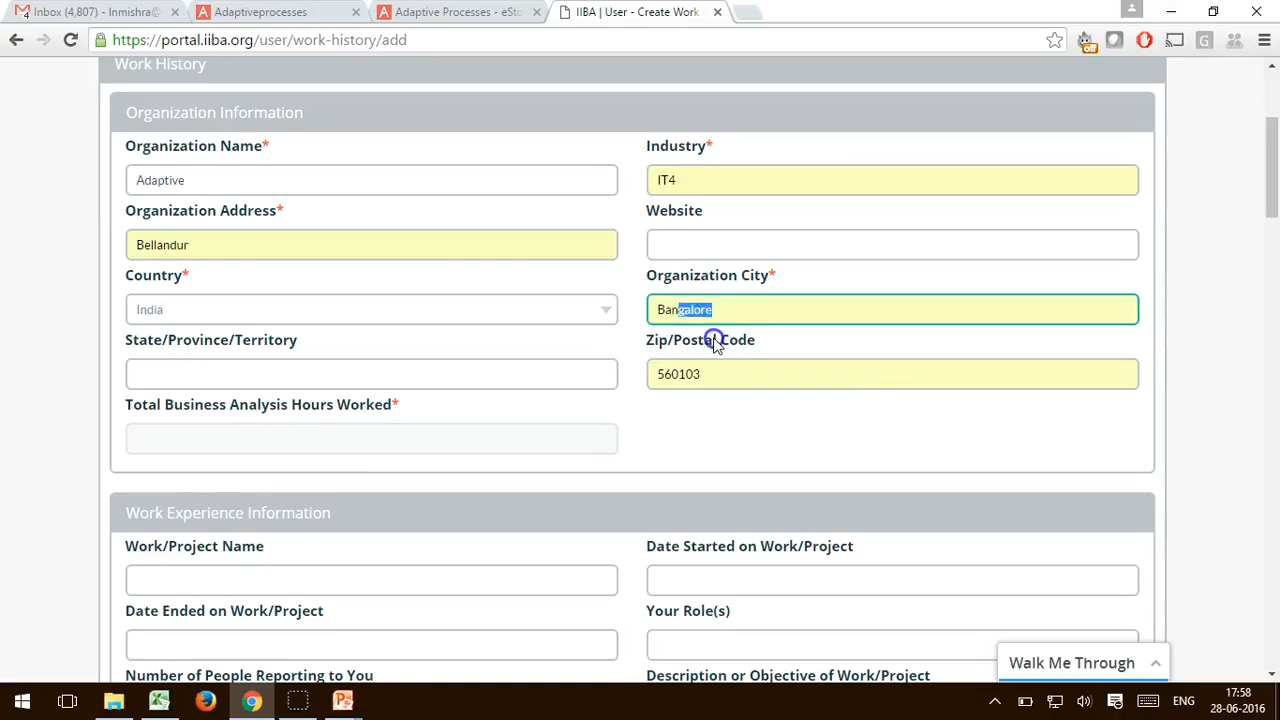 Inbox (4,807) - Inmishra@
Adaptiveprocesses
Adaptive Processes - eSto
IIBA | User - Create Work
https://portal.iiba.org/user/work-history/add
off
G
Work History
Organization Information
Organization Name*
Industry*
Adaptive
IT4
Organization Address*
Website
Bellandur
Country*
Organization City*
India
Bangalore
State/Province/Territory
Zip/Postal Code
560103
Total Business Analysis Hours Worked*
Work Experience Information
Work/Project Name
Date Started on Work/Project
Date Ended on Work/Project
Your Role(s)
Number of People Reporting to You
Description or Objective of Work/Project
Walk Me Through
ENG
17:58
28-06-2016